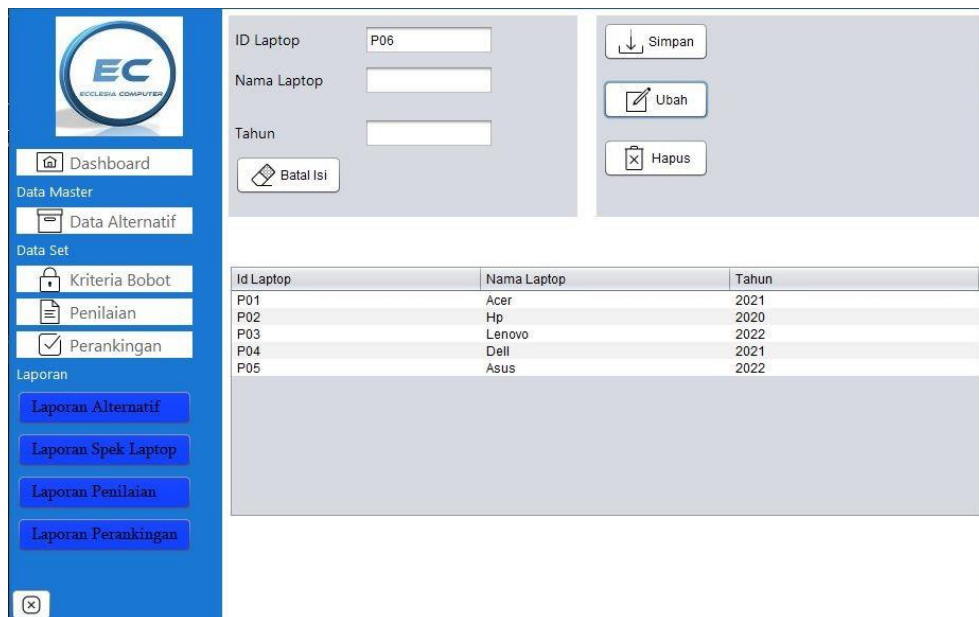 EC
ECCLESIA COMPUTER
Dashboard
Data Master
Data Alternatif
Data Set
Kriteria Bobot
Penilaian
Perankingan
Laporan
Laporan Alternatif
Laporan Spek Laptop
Laporan Penilaian
Laporan Perankingan
ID Laptop P06
Nama Laptop
Tahun
Batal Isi
Simpan
Ubah
Hapus
Id Laptop Nama Laptop Tahun
P01 Acer 2021
P02 Hp 2020
P03 Lenovo 2022
P04 Dell 2021
P05 Asus 2022